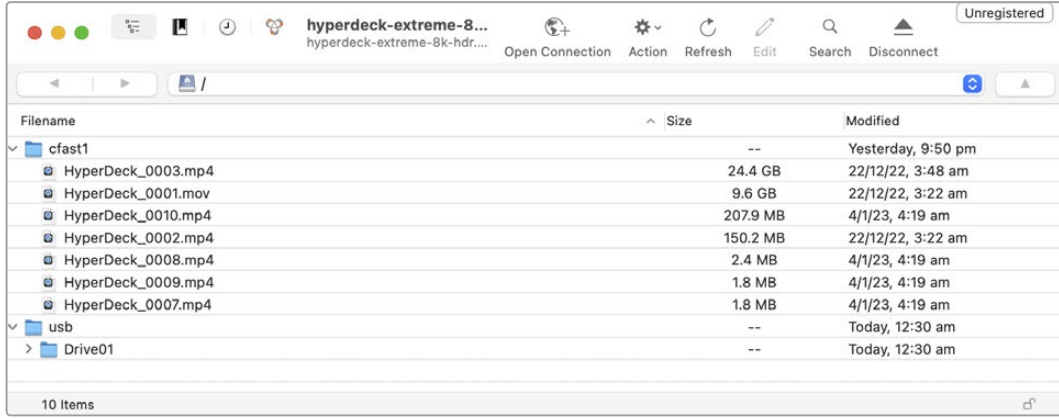 Unregistered
hyperdeck-extreme-8...
hyperdeck-extreme-8k-hdr....
Open Connection Action Refresh Edit Search Disconnect
/
Filename Size Modified
cfast1 -- Yesterday, 9:50 pm
HyperDeck_0003.mp4 24.4 GB 22/12/22, 3:48 am
HyperDeck_0001.mov 9.6 GB 22/12/22, 3:22 am
HyperDeck_0010.mp4 207.9 MB 4/1/23, 4:19 am
HyperDeck_0002.mp4 150.2 MB 22/12/22, 3:22 am
HyperDeck_0008.mp4 2.4 MB 4/1/23, 4:19 am
HyperDeck_0009.mp4 1.8 MB 4/1/23, 4:19 am
HyperDeck_0007.mp4 1.8 MB 4/1/23, 4:19 am
usb -- Today, 12:30 am
Drive01 -- Today, 12:30 am
10 Items